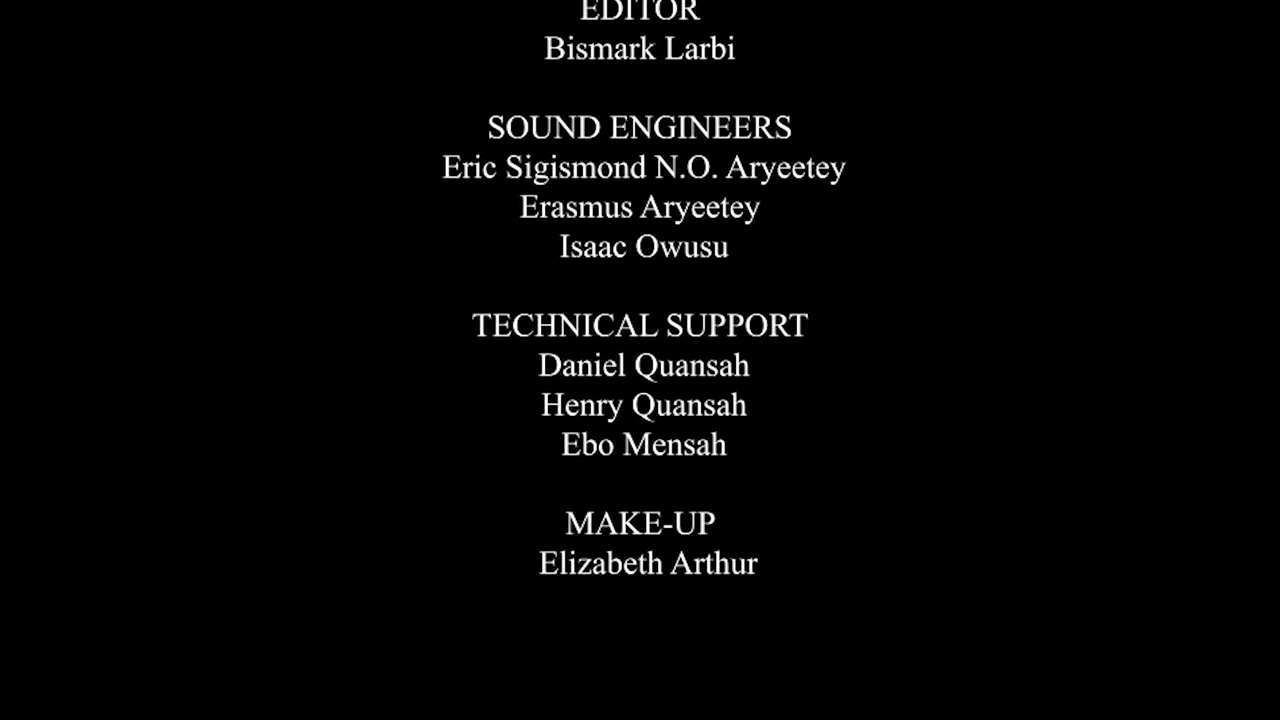 EDITOR
Bismark Larbi
SOUND ENGINEERS
Eric Sigismond N.O. Aryeetey
Erasmus Aryeetey
Isaac Owusu
TECHNICAL SUPPORT
Daniel Quansah
Henry Quansah
Ebo Mensah
MAKE-UP
Elizabeth Arthur